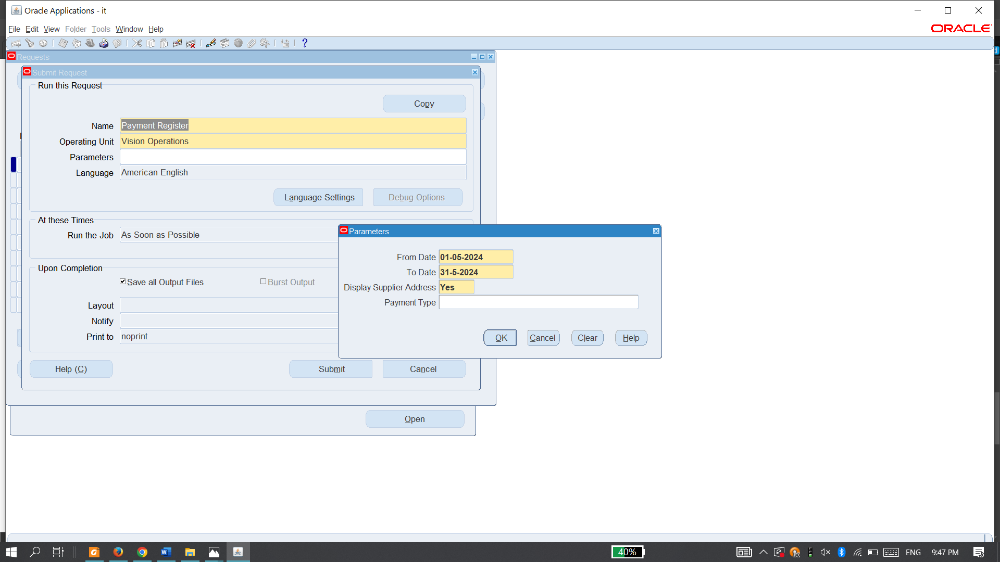 Oracle Applications - it
File Edit View Folder Tools Window Help
ORACLE
Requests
Submit Request
Run this Request
Copy
Name Payment Register
Operating Unit Vision Operations
Parameters
Language American English
Language Settings Debug Options
At these Times
Run the Job As Soon as Possible
Upon Completion
Save all Output Files Burst Output
Layout
Notify
Print to noprint
Help (C) Submit Cancel
Open
Parameters
From Date 01-05-2024
To Date 31-5-2024
Display Supplier Address Yes
Payment Type
OK Cancel Clear Help
40% ENG 9:47 PM